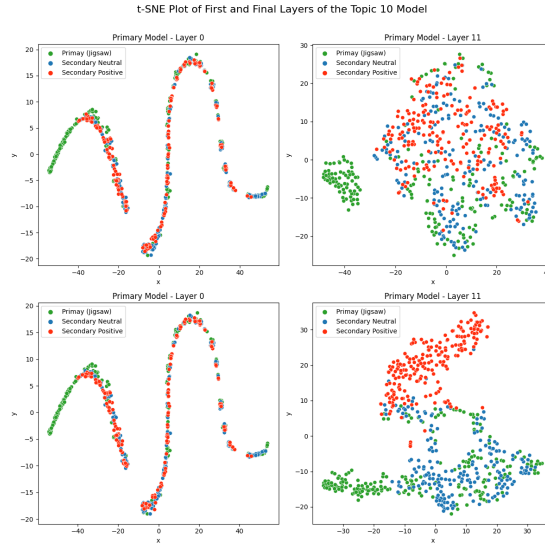 t-SNE Plot of First and Final Layers of the Topic 10 Model
Primary Model - Layer 0
Primay (Jigsaw)
Secondary Neutral
Secondary Positive
20
15
10
5
0
−5
−10
−15
−20
y
−40
−20
0
20
40
x
Primary Model - Layer 11
Primay (Jigsaw)
Secondary Neutral
Secondary Positive
30
20
10
0
−10
−20
y
−40
−20
0
20
x
Primary Model - Layer 0
Primay (Jigsaw)
Secondary Neutral
Secondary Positive
20
15
10
5
0
−5
−10
−15
−20
y
−40
−20
0
20
40
x
Primary Model - Layer 11
Primay (Jigsaw)
Secondary Neutral
Secondary Positive
30
20
10
0
−10
−20
y
−30
−20
−10
0
10
20
30
x